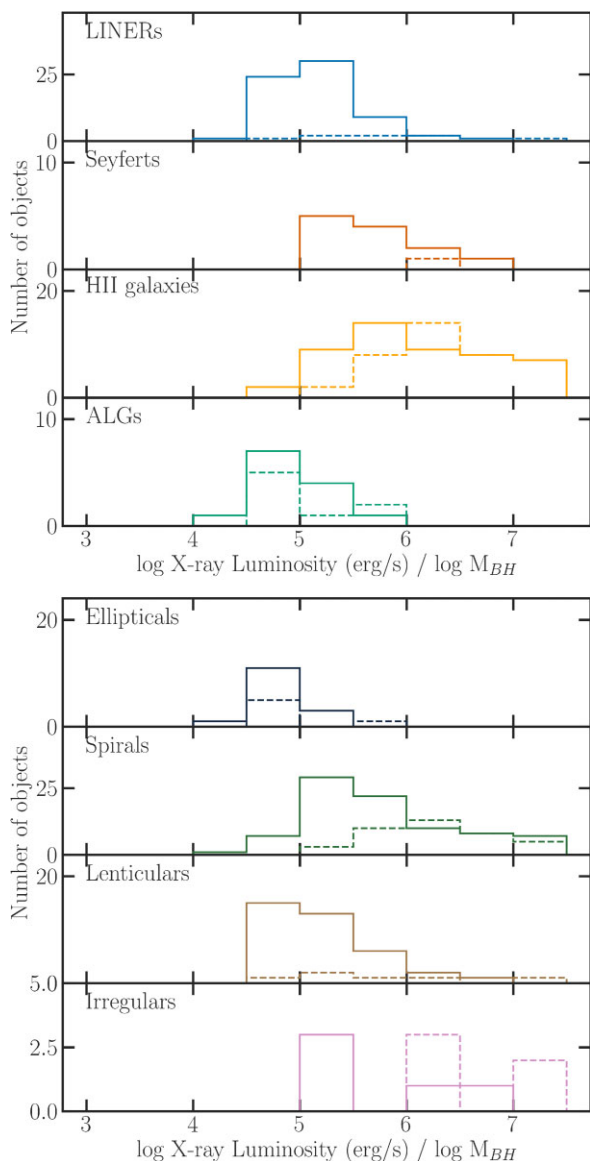 LINERs
25
0
Seyferts
10
0
HII galaxies
20
0
ALGs
10
0
Number of objects
3 4 5 6 7
log X-ray Luminosity (erg/s) / log M_BH
Ellipticals
20
0
Spirals
25
0
Lenticulars
20
5.0
Irregulars
2.5
0.0
Number of objects
3 4 5 6 7
log X-ray Luminosity (erg/s) / log M_BH